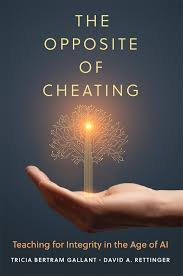 THE
OPPOSITE
OF
CHEATING
Teaching for Integrity in the Age of AI
TRICIA BERTRAM GALLANT • DAVID A. RETTINGER